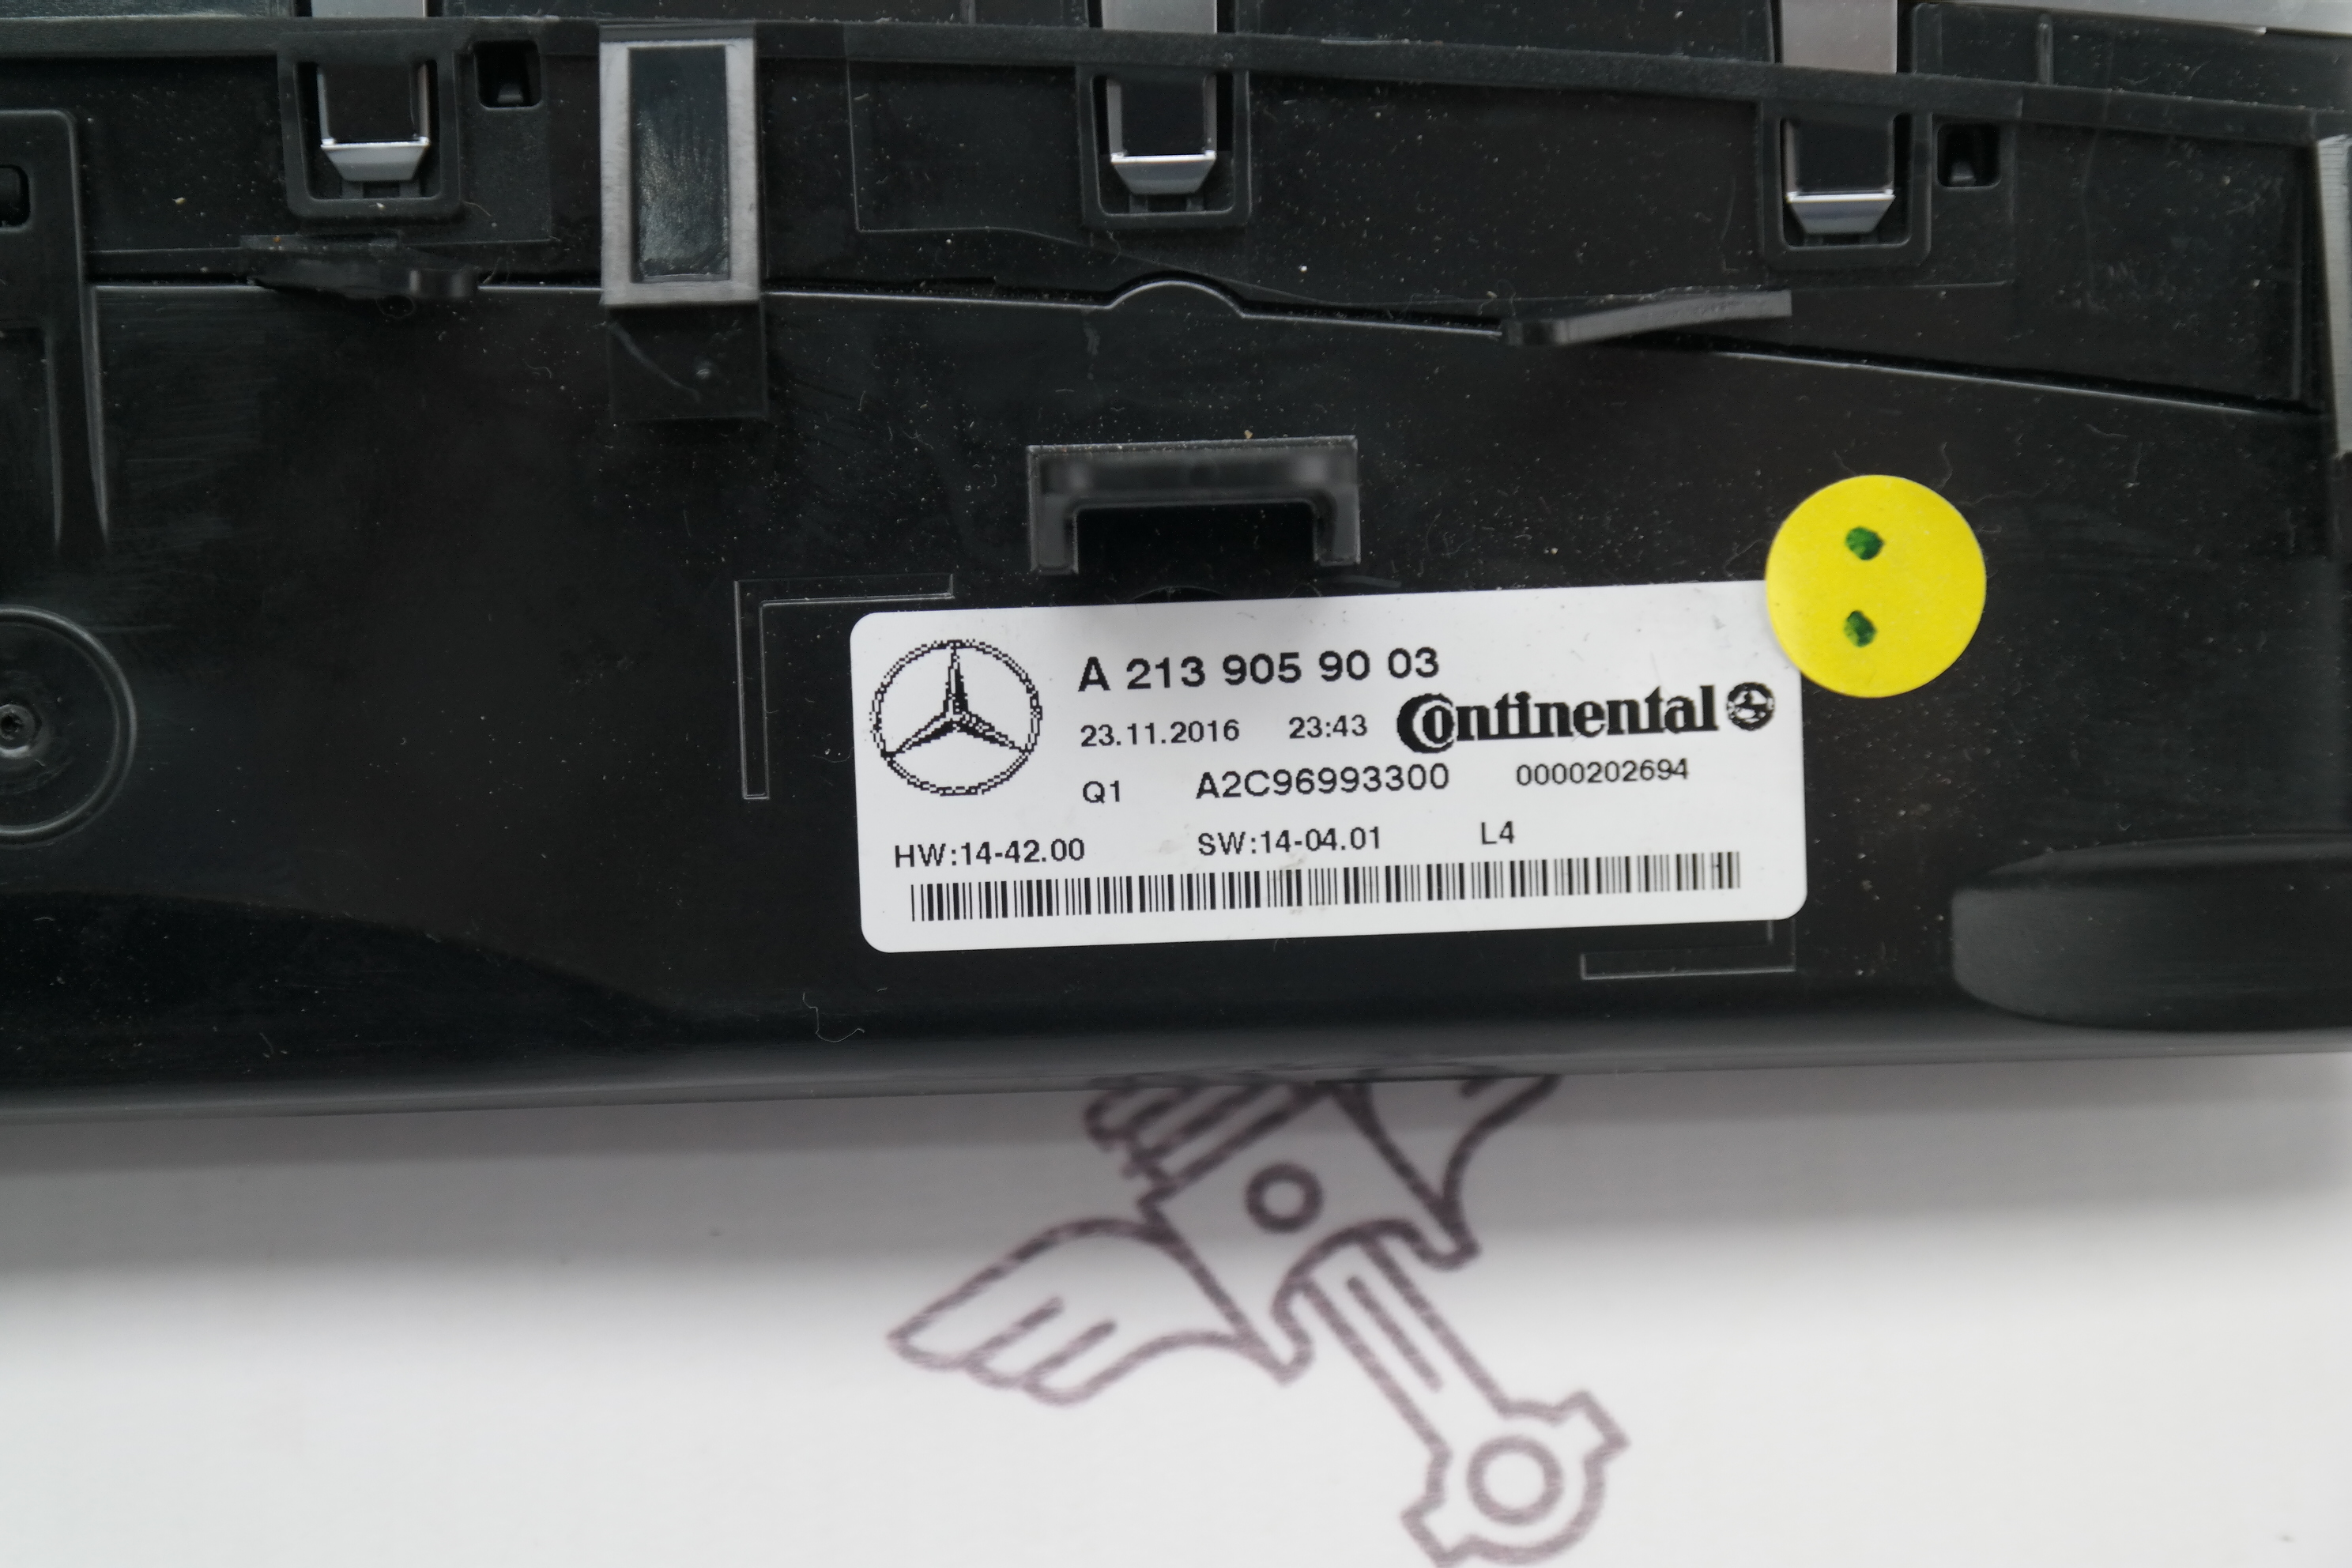 A 213 905 90 03
23.11.2016 23:43 Continental
Q1 A2C96993300 0000202694
HW:14-42.00 SW:14-04.01 L4